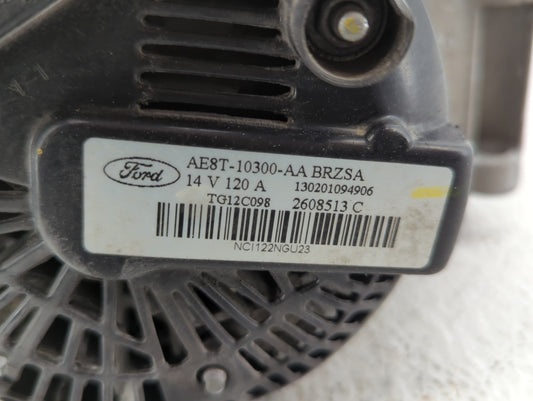 Ford
AE8T-10300-AA BRZSA
14 V 120 A 130201094906
TG12C098 2608513 C
NCI122NGU23